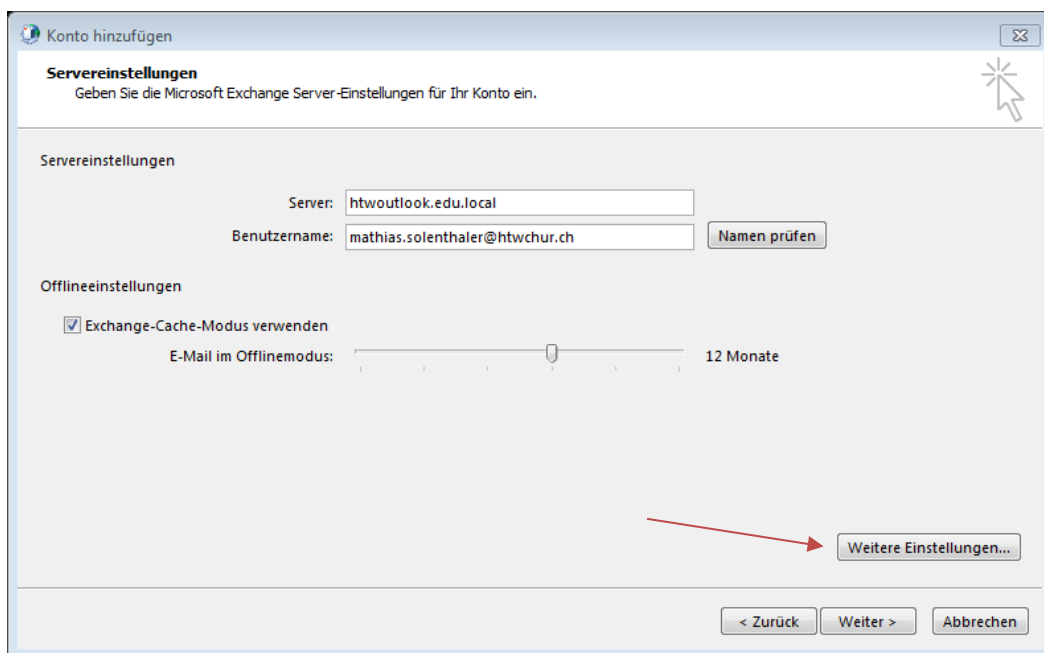 Konto hinzufügen
Servereinstellungen
Geben Sie die Microsoft Exchange Server-Einstellungen für Ihr Konto ein.
Servereinstellungen
Server: htwoutlook.edu.local
Benutzername: mathias.solenthaler@htwchur.ch Namen prüfen
Offlineeinstellungen
Exchange-Cache-Modus verwenden
E-Mail im Offlinemodus: 12 Monate
Weitere Einstellungen...
< Zurück Weiter > Abbrechen